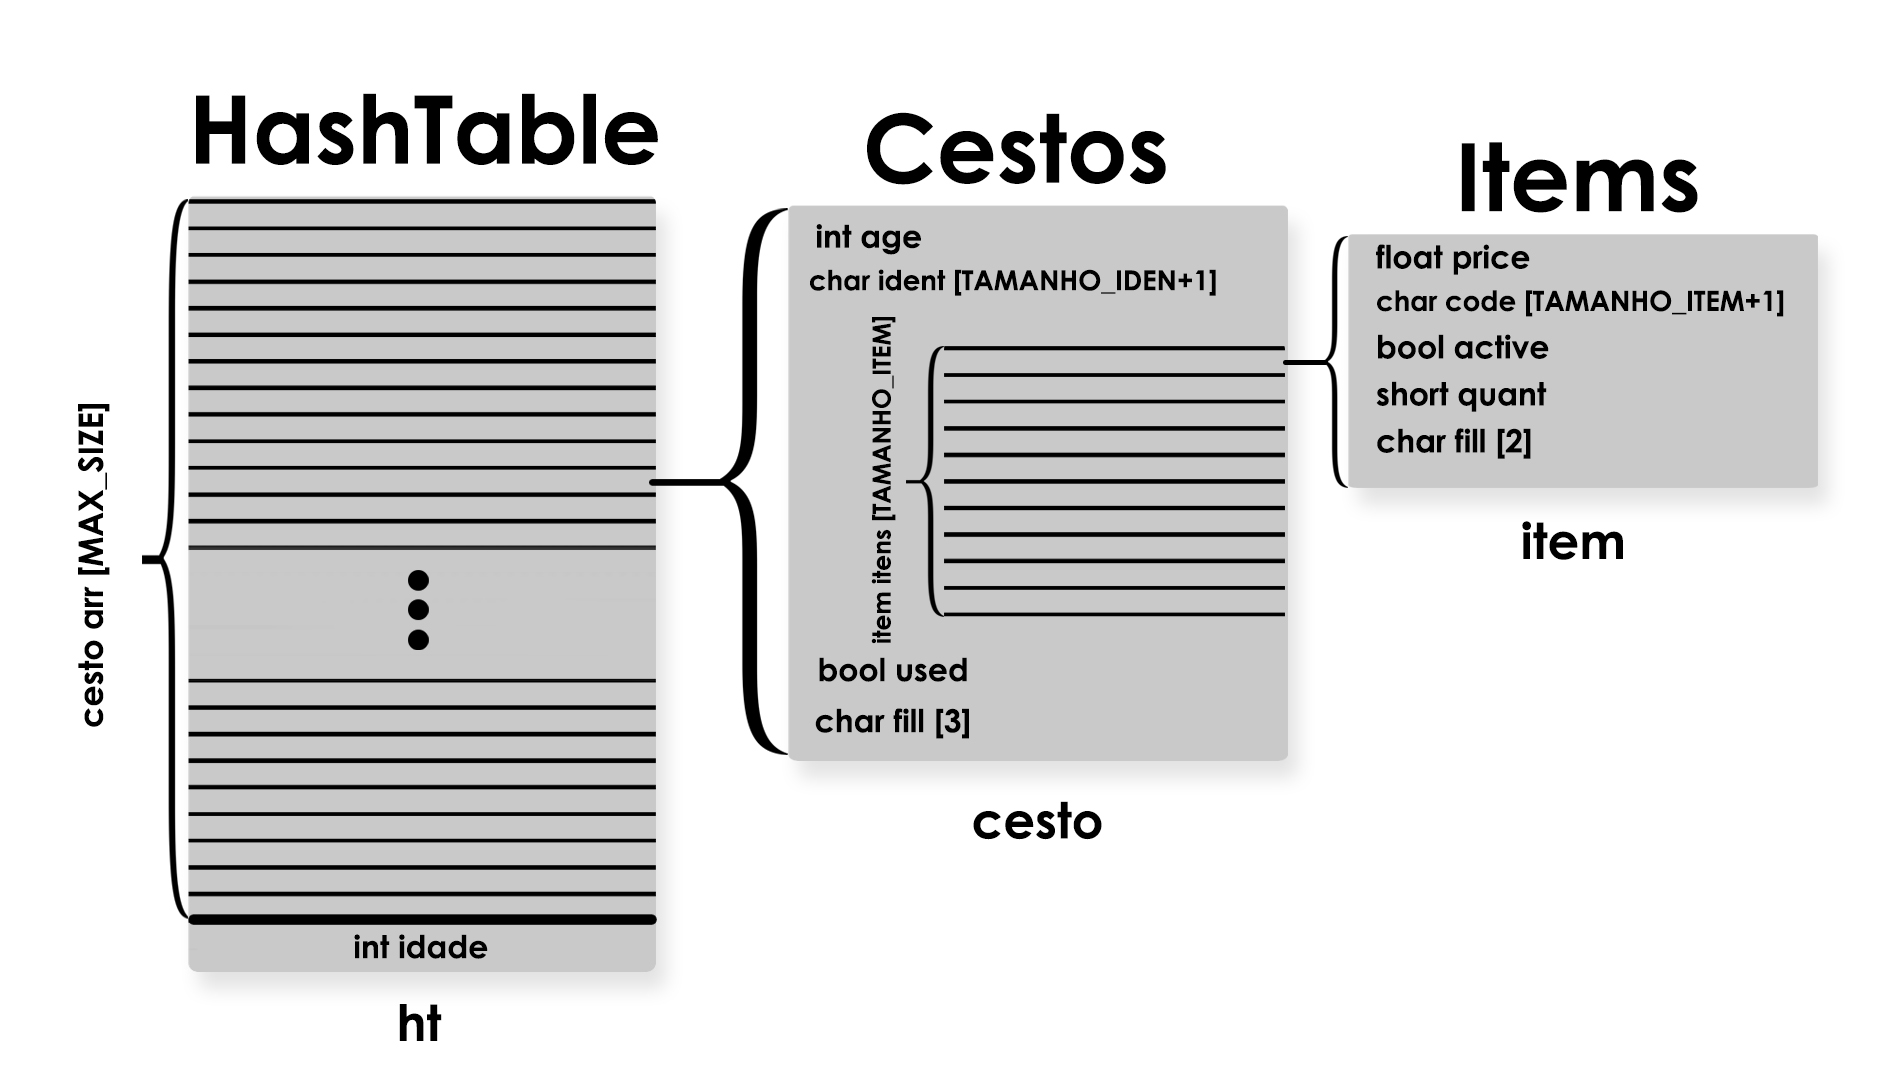 HashTable
cesto arr [MAX_SIZE]
int idade
ht
Cestos
int age
char ident [TAMANHO_IDEN+1]
item itens [TAMANHO_ITEM]
bool used
char fill [3]
cesto
Items
float price
char code [TAMANHO_ITEM+1]
bool active
short quant
char fill [2]
item